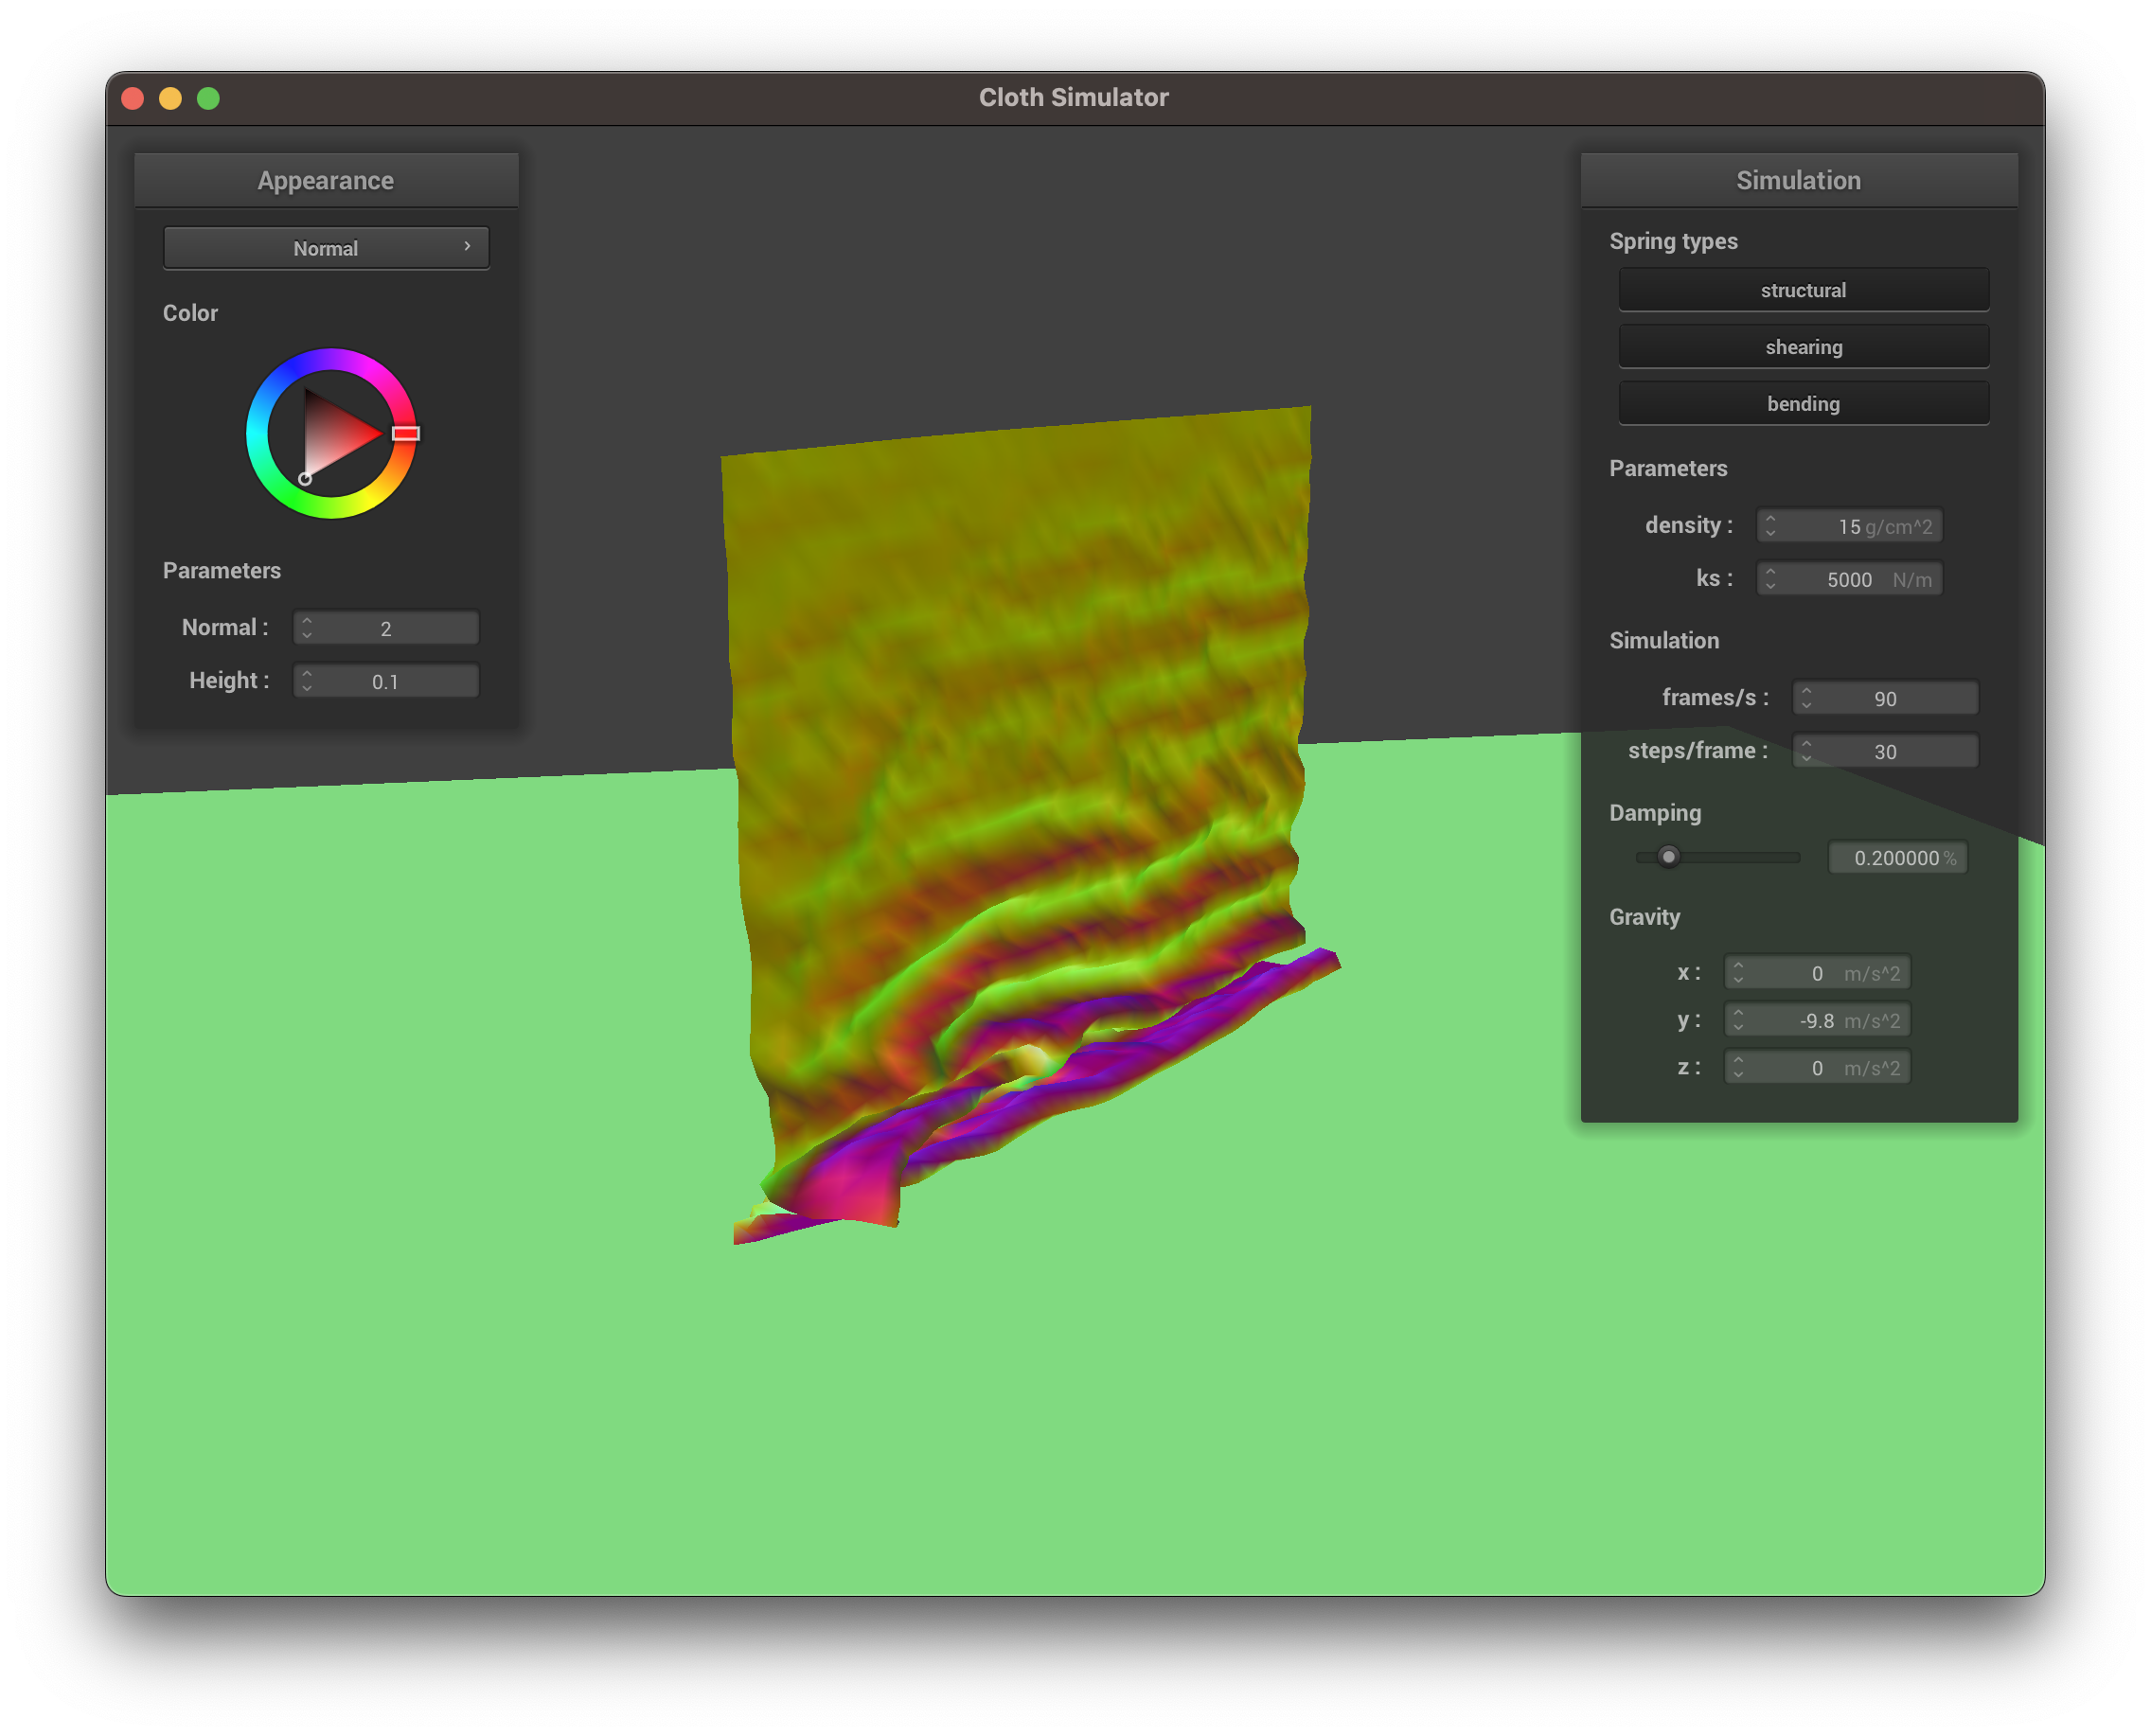 Cloth Simulator
Appearance
Normal
Color
Parameters
Normal : 2
Height : 0.1
Simulation
Spring types
structural
shearing
bending
Parameters
density : 15 g/cm^2
ks : 5000 N/m
Simulation
frames/s : 90
steps/frame : 30
Damping
0.200000 %
Gravity
x : 0 m/s^2
y : -9.8 m/s^2
z : 0 m/s^2